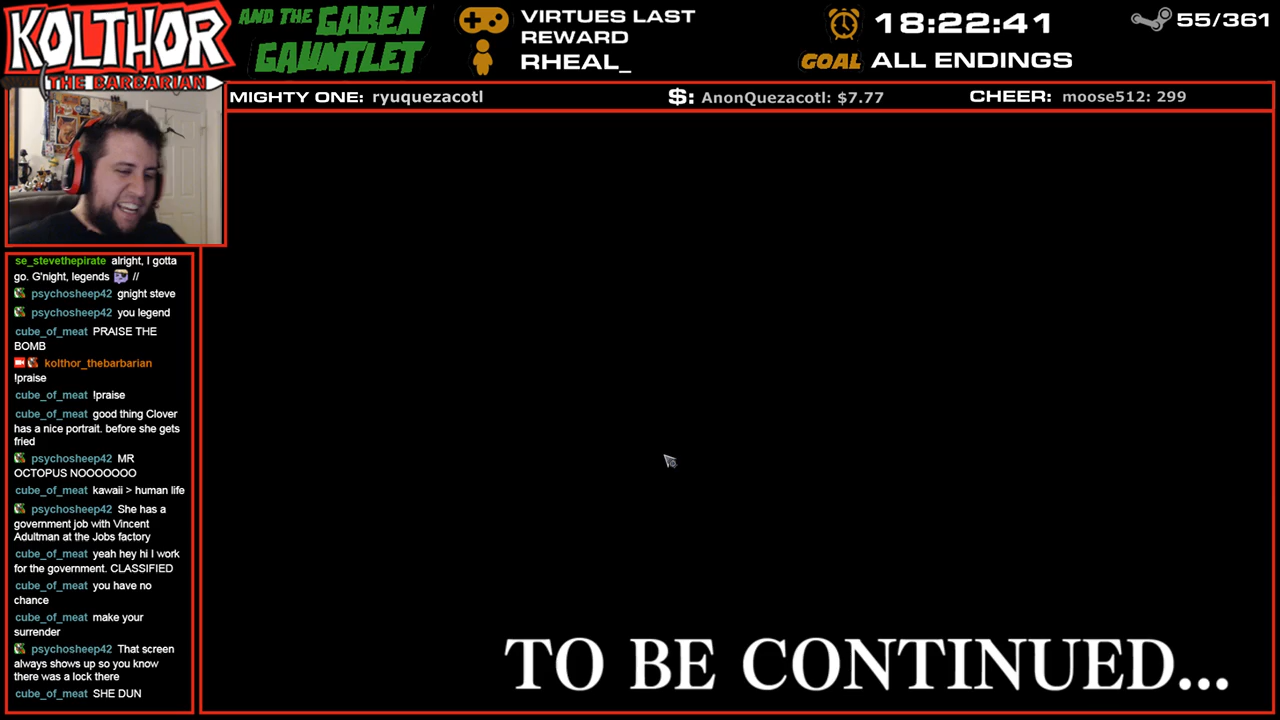 KOLTHOR
THE BARBARIAN
AND THE GABEN
GAUNTLET
VIRTUES LAST
REWARD
RHEAL_
18:22:41
GOAL ALL ENDINGS
55/361
MIGHTY ONE: ryuquezacotl
$: AnonQuezacotl: $7.77
CHEER: moose512: 299
se_stevethepirate alright, I gotta
go. G'night, legends //
psychosheep42 gnight steve
psychosheep42 you legend
cube_of_meat PRAISE THE
BOMB
kolthor_thebarbarian
!praise
cube_of_meat !praise
cube_of_meat good thing Clover
has a nice portrait. before she gets
fried
psychosheep42 MR
OCTOPUS NOOOOOOO
cube_of_meat kawaii > human life
psychosheep42 She has a
government job with Vincent
Adultman at the Jobs factory
cube_of_meat yeah hey hi I work
for the government. CLASSIFIED
cube_of_meat you have no
chance
cube_of_meat make your
surrender
psychosheep42 That screen
always shows up so you know
there was a lock there
cube_of_meat SHE DUN
TO BE CONTINUED...